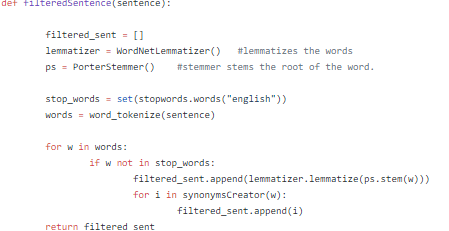 def filteredSentence(sentence):
filtered_sent = []
lemmatizer = WordNetLemmatizer()   #lemmatizes the words
ps = PorterStemmer()    #stemmer stems the root of the word.
stop_words = set(stopwords.words("english"))
words = word_tokenize(sentence)
for w in words:
if w not in stop_words:
filtered_sent.append(lemmatizer.lemmatize(ps.stem(w)))
for i in synonymsCreator(w):
filtered_sent.append(i)
return filtered_sent